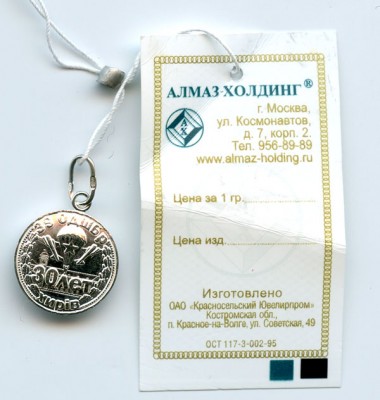 АЛМАЗ-ХОЛДИНГ®
АХ
г. Москва,
ул. Космонавтов,
д. 7, корп. 2.
Тел. 956-89-89
www.almaz-holding.ru
Цена за 1 гр.
Цена изд.
Изготовлено
ОАО «Красносельский Ювелирпром»
Костромская обл.,
п. Красное-на-Волге, ул. Советская, 49
ОСТ 117-3-002-95
30 ЛЕТ